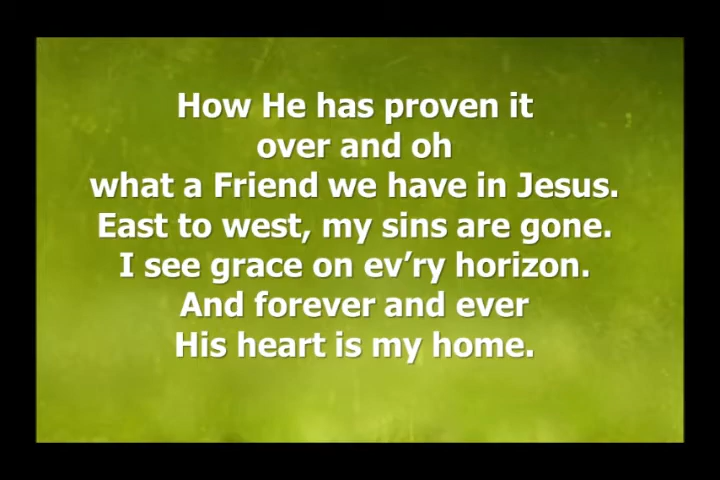 How He has proven it
over and oh
what a Friend we have in Jesus.
East to west, my sins are gone.
I see grace on ev’ry horizon.
And forever and ever
His heart is my home.